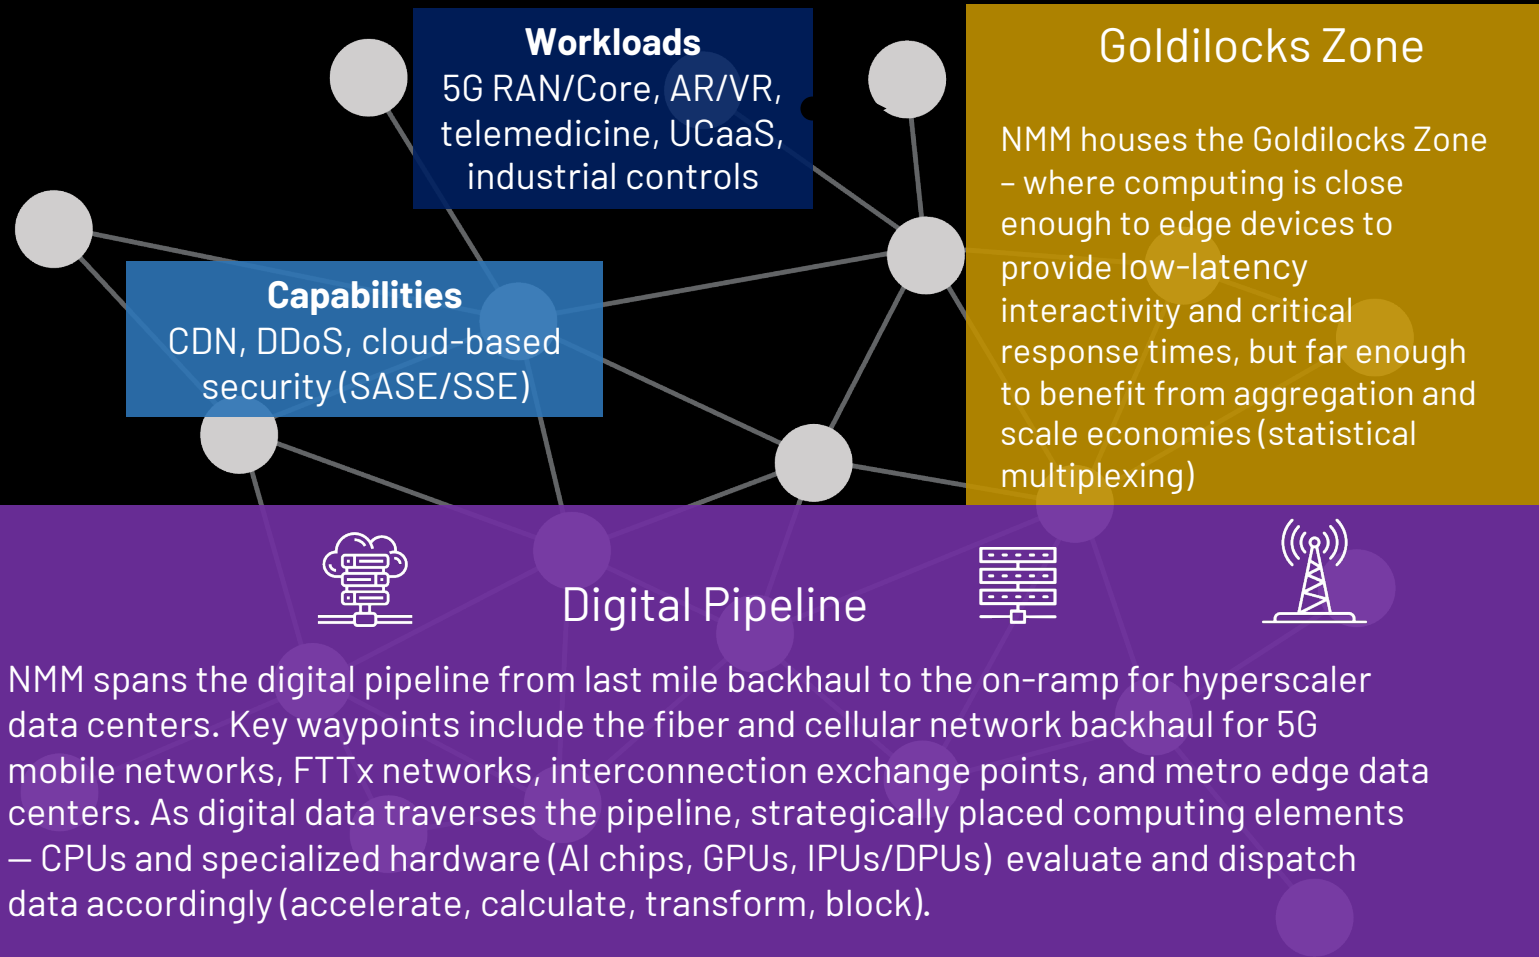 Workloads
5G RAN/Core, AR/VR,
telemedicine, UCaaS,
industrial controls
Capabilities
CDN, DDoS, cloud-based
security (SASE/SSE)
Goldilocks Zone
NMM houses the Goldilocks Zone
– where computing is close
enough to edge devices to
provide low-latency
interactivity and critical
response times, but far enough
to benefit from aggregation and
scale economies (statistical
multiplexing)
Digital Pipeline
NMM spans the digital pipeline from last mile backhaul to the on-ramp for hyperscaler
data centers. Key waypoints include the fiber and cellular network backhaul for 5G
mobile networks, FTTx networks, interconnection exchange points, and metro edge data
centers. As digital data traverses the pipeline, strategically placed computing elements
— CPUs and specialized hardware (AI chips, GPUs, IPUs/DPUs) evaluate and dispatch
data accordingly (accelerate, calculate, transform, block).